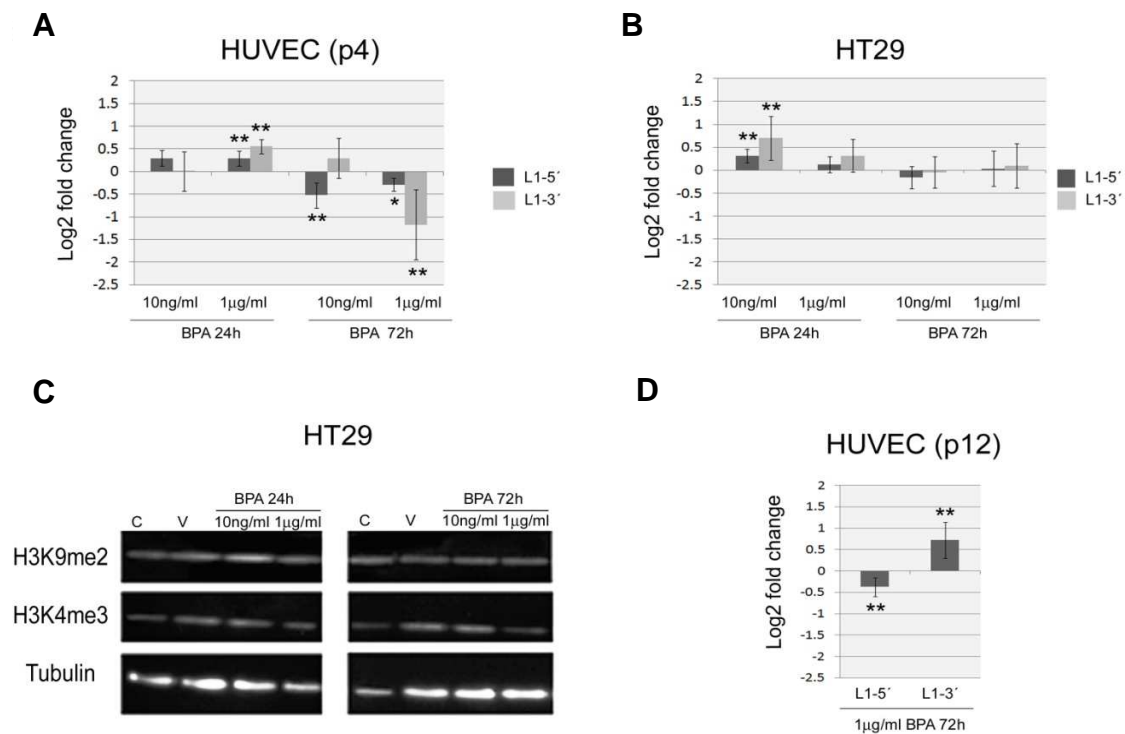 A
HUVEC (p4)
Log2 fold change
2
1.5
1
0.5
0
-0.5
-1
-1.5
-2
-2.5
** **
**
*
**
L1-5´
L1-3´
10ng/ml 1µg/ml 10ng/ml 1µg/ml
BPA 24h BPA 72h
B
HT29
Log2 fold change
2
1.5
1
0.5
0
-0.5
-1
-1.5
-2
-2.5
** **
L1-5´
L1-3´
10ng/ml 1µg/ml 10ng/ml 1µg/ml
BPA 24h BPA 72h
C
HT29
BPA 24h BPA 72h
C V 10ng/ml 1µg/ml C V 10ng/ml 1µg/ml
H3K9me2
H3K4me3
Tubulin
D
HUVEC (p12)
Log2 fold change
2
1.5
1
0.5
0
-0.5
-1
-1.5
-2
-2.5
**
**
L1-5´ L1-3´
1µg/ml BPA 72h